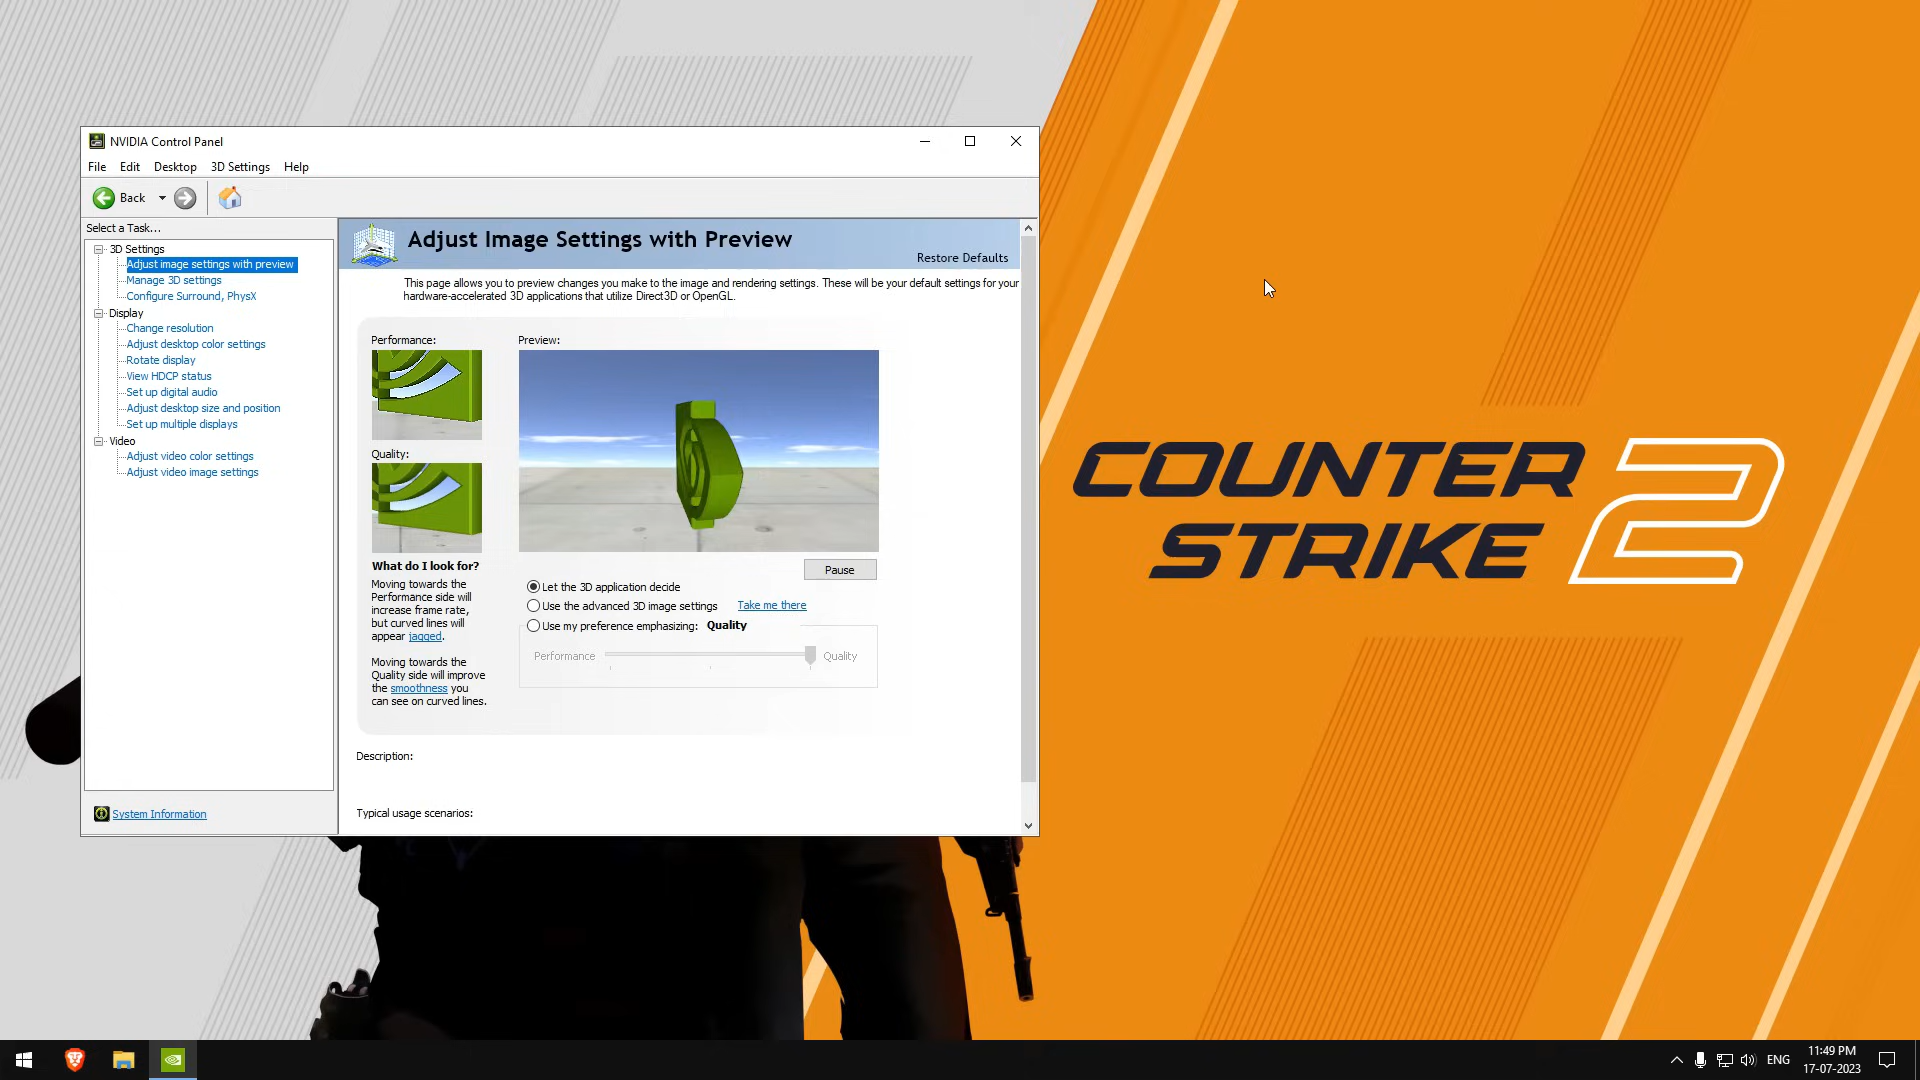 NVIDIA Control Panel
File Edit Desktop 3D Settings Help
Back
Select a Task...
3D Settings
Adjust image settings with preview
Manage 3D settings
Configure Surround, PhysX
Display
Change resolution
Adjust desktop color settings
Rotate display
View HDCP status
Set up digital audio
Adjust desktop size and position
Set up multiple displays
Video
Adjust video color settings
Adjust video image settings
System Information
Adjust Image Settings with Preview
Restore Defaults
This page allows you to preview changes you make to the image and rendering settings. These will be your default settings for your
hardware-accelerated 3D applications that utilize Direct3D or OpenGL.
Performance:
Quality:
What do I look for?
Moving towards the
Performance side will
increase frame rate,
but curved lines will
appear jagged.
Moving towards the
Quality side will improve
the smoothness you
can see on curved lines.
Preview:
Pause
Let the 3D application decide
Use the advanced 3D image settings Take me there
Use my preference emphasizing: Quality
Performance Quality
Description:
Typical usage scenarios:
COUNTER
STRIKE 2
ENG
11:49 PM
17-07-2023